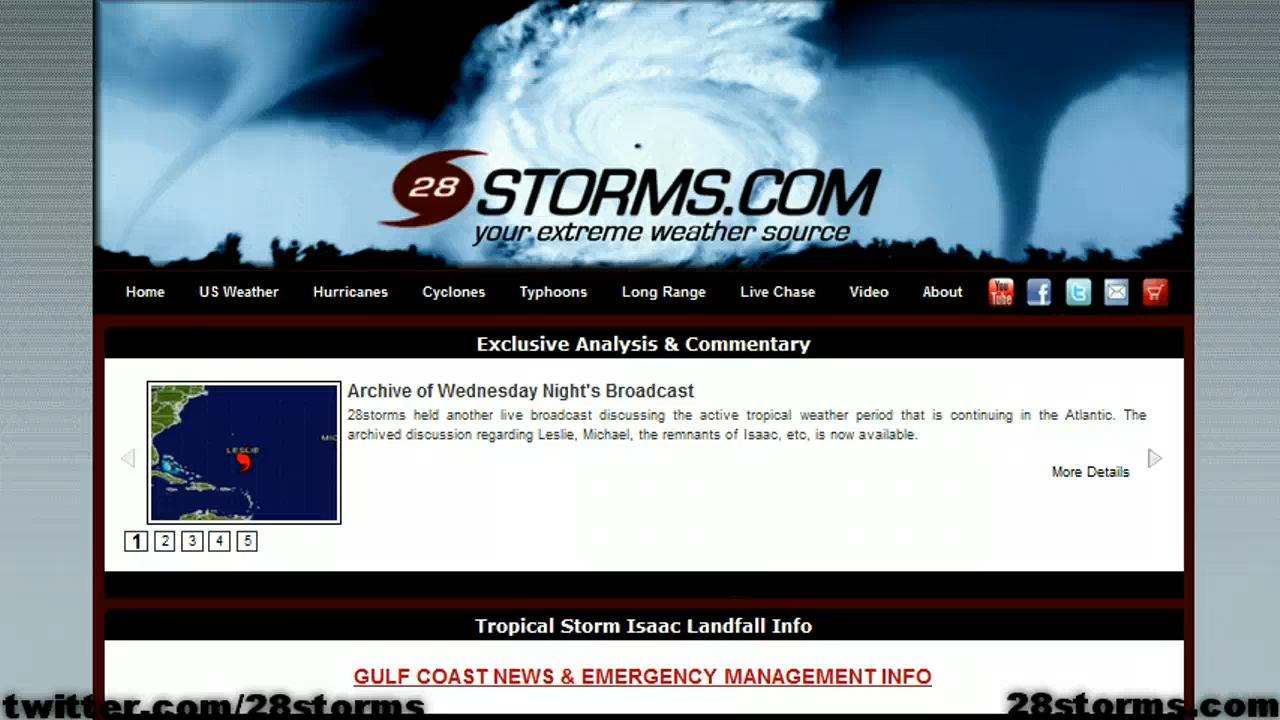 28
STORMS.COM
your extreme weather source
Home US Weather Hurricanes Cyclones Typhoons Long Range Live Chase Video About You Tube
Exclusive Analysis & Commentary
Archive of Wednesday Night's Broadcast
28storms held another live broadcast discussing the active tropical weather period that is continuing in the Atlantic. The
archived discussion regarding Leslie, Michael, the remnants of Isaac, etc, is now available.
LESLIE
MIC
More Details
1 2 3 4 5
Tropical Storm Isaac Landfall Info
GULF COAST NEWS & EMERGENCY MANAGEMENT INFO
twitter.com/28storms
28storms.com